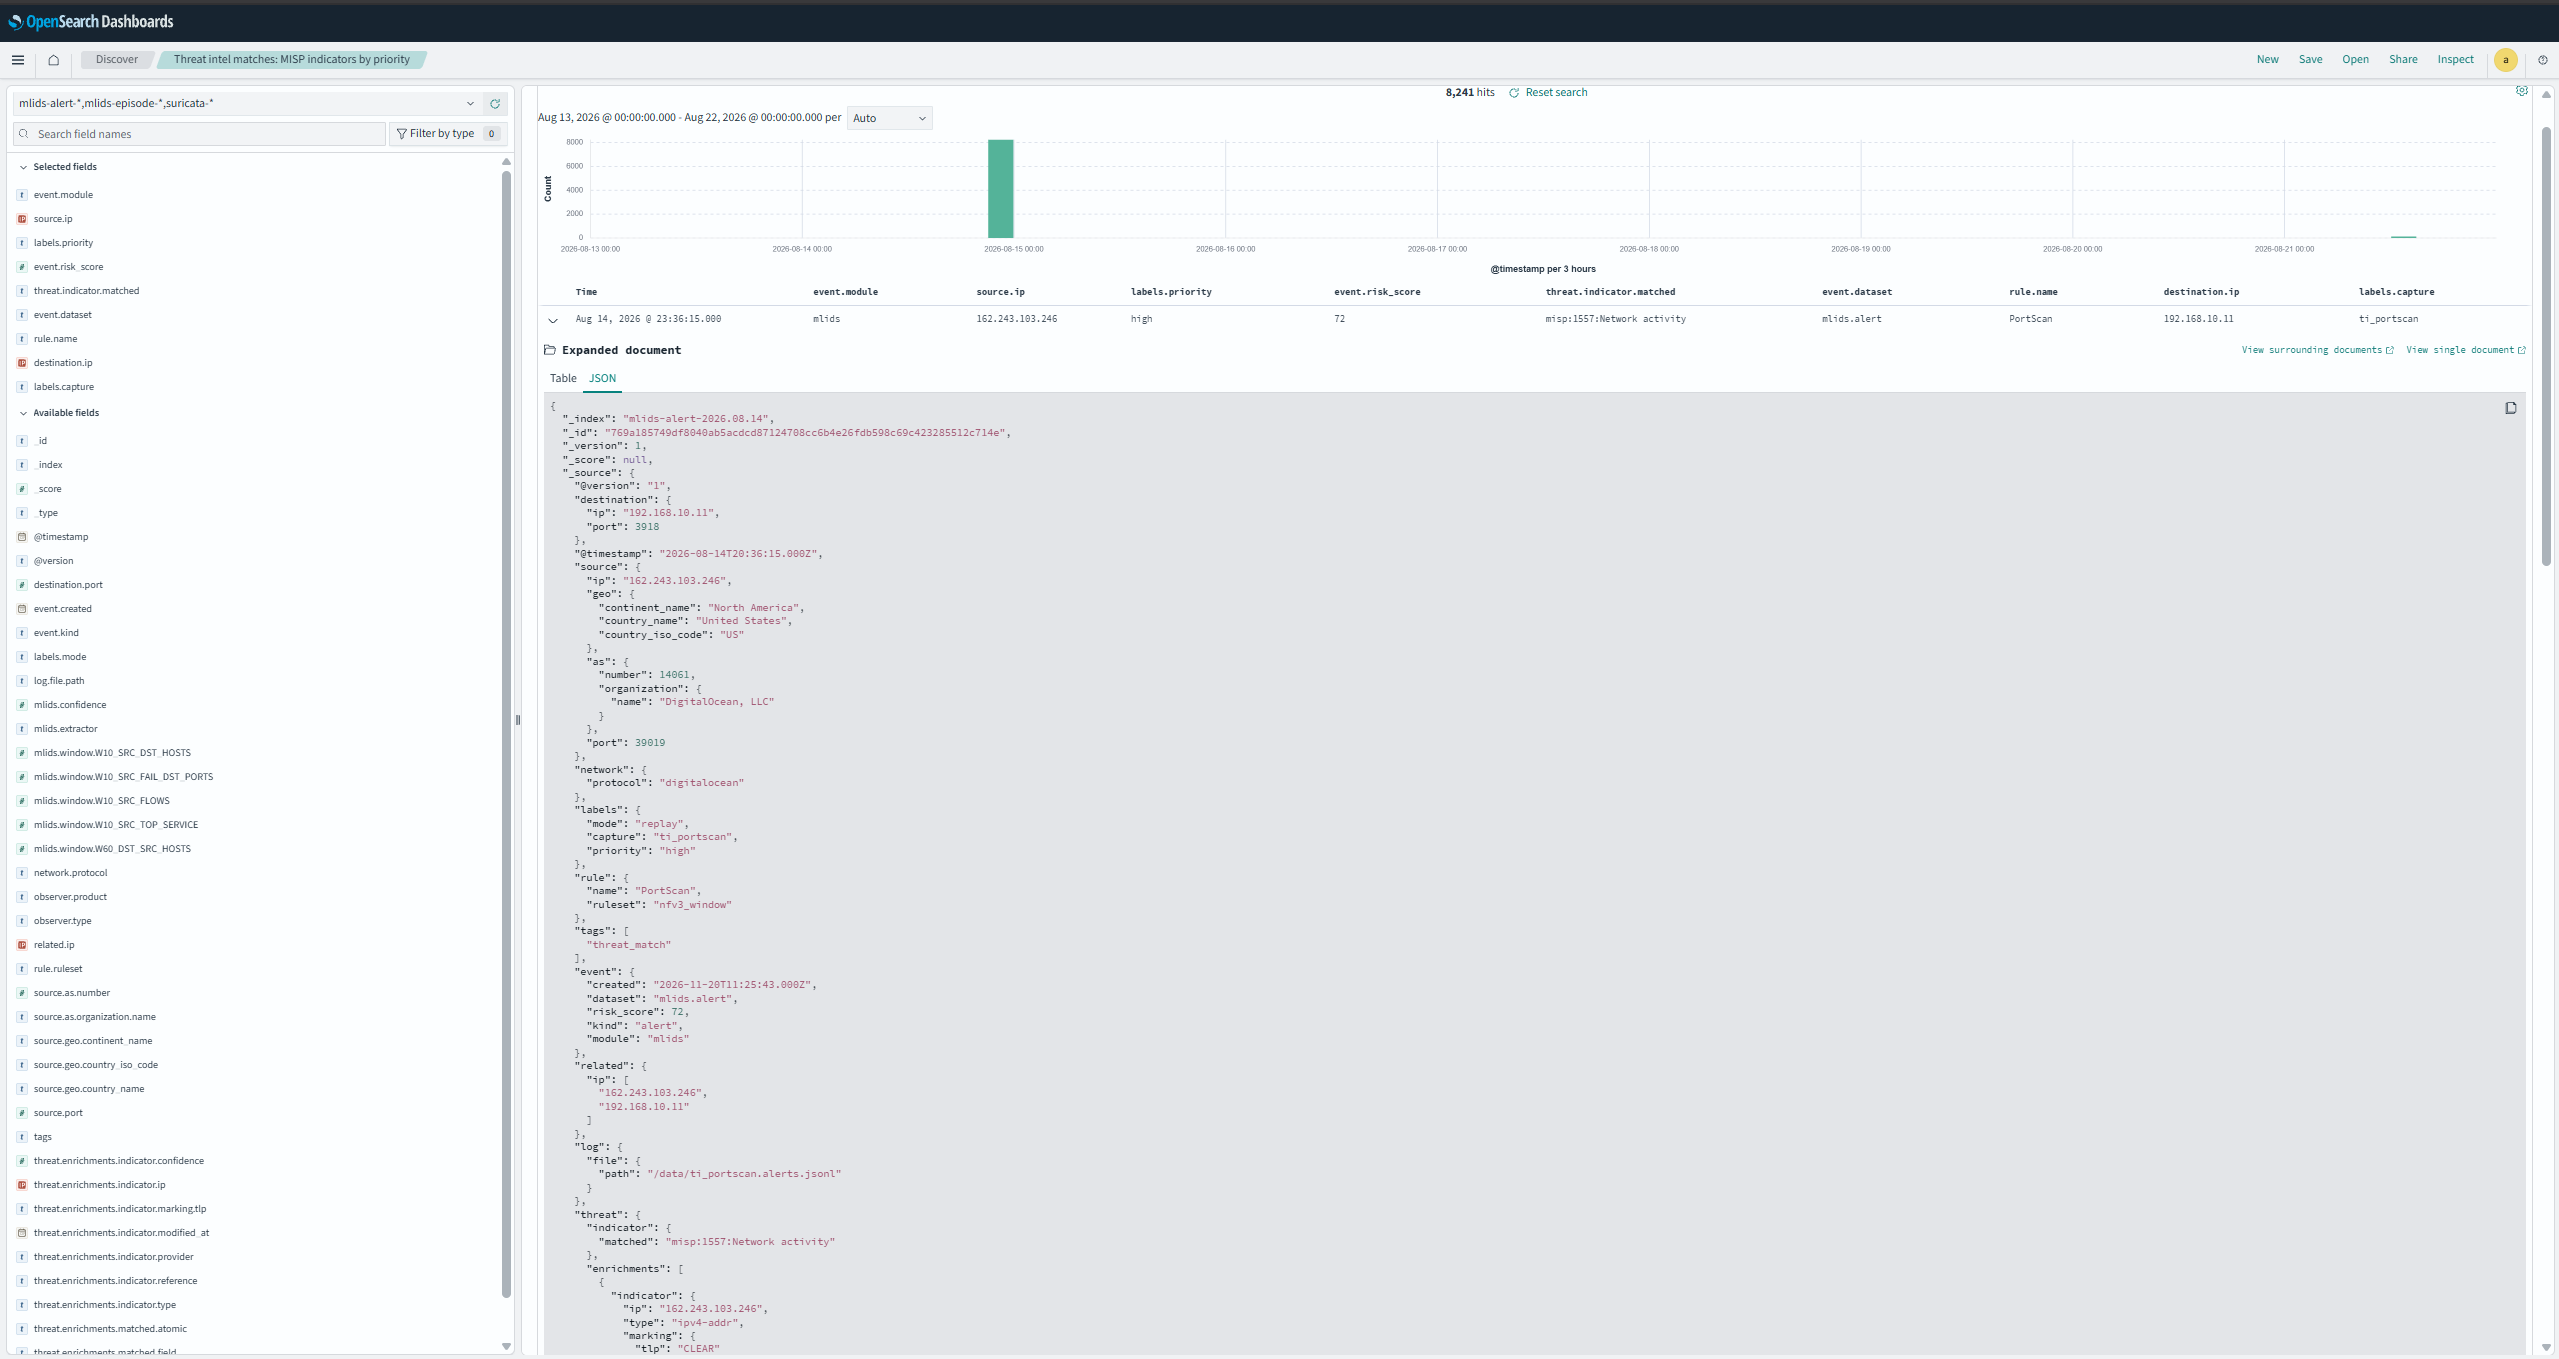 OpenSearch Dashboards
Discover
Threat intel matches: MISP indicators by priority
New Save Open Share Inspect a
mlids-alert-*,mlids-episode-*,suricata-*
Search field names
Filter by type 0
Selected fields
t event.module
IP source.ip
t labels.priority
# event.risk_score
t threat.indicator.matched
t event.dataset
t rule.name
IP destination.ip
t labels.capture
Available fields
t _id
t _index
# _score
t _type
@timestamp
t @version
# destination.port
event.created
t event.kind
t labels.mode
t log.file.path
# mlids.confidence
t mlids.extractor
# mlids.window.W10_SRC_DST_HOSTS
# mlids.window.W10_SRC_FAIL_DST_PORTS
# mlids.window.W10_SRC_FLOWS
# mlids.window.W10_SRC_TOP_SERVICE
# mlids.window.W60_DST_SRC_HOSTS
t network.protocol
t observer.product
t observer.type
IP related.ip
t rule.ruleset
# source.as.number
t source.as.organization.name
t source.geo.continent_name
t source.geo.country_iso_code
t source.geo.country_name
# source.port
t tags
# threat.enrichments.indicator.confidence
IP threat.enrichments.indicator.ip
t threat.enrichments.indicator.marking.tlp
threat.enrichments.indicator.modified_at
t threat.enrichments.indicator.provider
t threat.enrichments.indicator.reference
t threat.enrichments.indicator.type
t threat.enrichments.matched.atomic
t threat.enrichments.matched.field
8,241 hits Reset search
Aug 13, 2026 @ 00:00:00.000 - Aug 22, 2026 @ 00:00:00.000 per Auto
Count
8000
6000
4000
2000
0
2026-08-13 00:00 2026-08-14 00:00 2026-08-15 00:00 2026-08-16 00:00 2026-08-17 00:00 2026-08-18 00:00 2026-08-19 00:00 2026-08-20 00:00 2026-08-21 00:00
@timestamp per 3 hours
Time event.module source.ip labels.priority event.risk_score threat.indicator.matched event.dataset rule.name destination.ip labels.capture
Aug 14, 2026 @ 23:36:15.000 mlids 162.243.103.246 high 72 misp:1557:Network activity mlids.alert PortScan 192.168.10.11 ti_portscan
Expanded document
View surrounding documents View single document
Table JSON
{
"_index": "mlids-alert-2026.08.14",
"_id": "769a185749df8040ab5acdcd87124708cc6b4e26fdb598c69c423285512c714e",
"_version": 1,
"_score": null,
"_source": {
"@version": "1",
"destination": {
"ip": "192.168.10.11",
"port": 3918
},
"@timestamp": "2026-08-14T20:36:15.000Z",
"source": {
"ip": "162.243.103.246",
"geo": {
"continent_name": "North America",
"country_name": "United States",
"country_iso_code": "US"
},
"as": {
"number": 14061,
"organization": {
"name": "DigitalOcean, LLC"
}
},
"port": 39019
},
"network": {
"protocol": "digitalocean"
},
"labels": {
"mode": "replay",
"capture": "ti_portscan",
"priority": "high"
},
"rule": {
"name": "PortScan",
"ruleset": "nfv3_window"
},
"tags": [
"threat_match"
],
"event": {
"created": "2026-11-20T11:25:43.000Z",
"dataset": "mlids.alert",
"risk_score": 72,
"kind": "alert",
"module": "mlids"
},
"related": {
"ip": [
"162.243.103.246",
"192.168.10.11"
]
},
"log": {
"file": {
"path": "/data/ti_portscan.alerts.jsonl"
}
},
"threat": {
"indicator": {
"matched": "misp:1557:Network activity"
},
"enrichments": [
{
"indicator": {
"ip": "162.243.103.246",
"type": "ipv4-addr",
"marking": {
"tlp": "CLEAR"